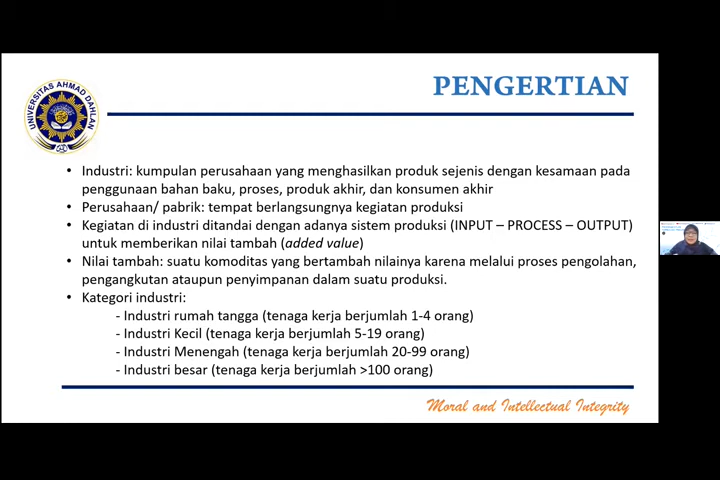 PENGERTIAN
UNIVERSITAS AHMAD DAHLAN
• Industri: kumpulan perusahaan yang menghasilkan produk sejenis dengan kesamaan pada
penggunaan bahan baku, proses, produk akhir, dan konsumen akhir
• Perusahaan/ pabrik: tempat berlangsungnya kegiatan produksi
• Kegiatan di industri ditandai dengan adanya sistem produksi (INPUT – PROCESS – OUTPUT)
untuk memberikan nilai tambah (added value)
• Nilai tambah: suatu komoditas yang bertambah nilainya karena melalui proses pengolahan,
pengangkutan ataupun penyimpanan dalam suatu produksi.
• Kategori industri:
- Industri rumah tangga (tenaga kerja berjumlah 1-4 orang)
- Industri Kecil (tenaga kerja berjumlah 5-19 orang)
- Industri Menengah (tenaga kerja berjumlah 20-99 orang)
- Industri besar (tenaga kerja berjumlah >100 orang)
Moral and Intellectual Integrity